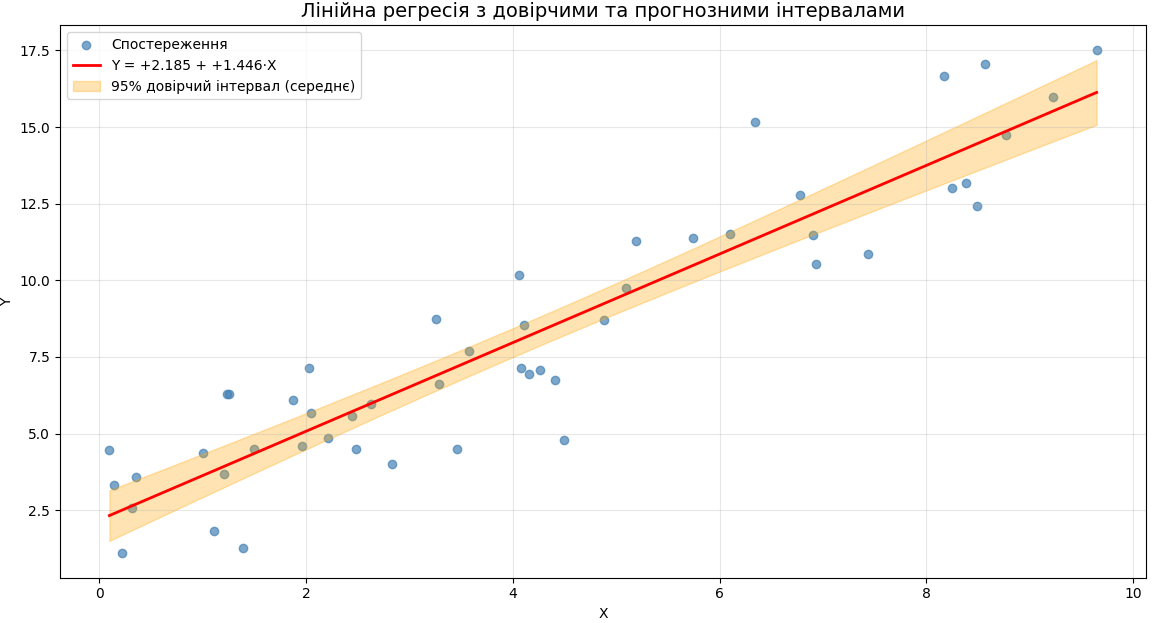 Лінійна регресія з довірчими та прогнозними інтервалами
Спостереження
Y = +2.185 + +1.446·X
95% довірчий інтервал (середнє)
17.5
15.0
12.5
10.0
7.5
5.0
2.5
Y
0 2 4 6 8 10
X